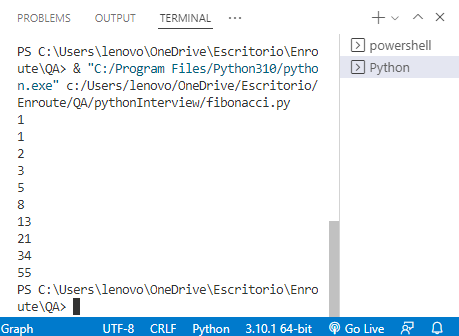 PROBLEMS OUTPUT TERMINAL ...
powershell
Python
PS C:\Users\lenovo\OneDrive\Escritorio\Enro
ute\QA> & "C:/Program Files/Python310/pytho
n.exe" c:/Users/lenovo/OneDrive/Escritorio/
Enroute/QA/pythonInterview/fibonacci.py
1
1
2
3
5
8
13
21
34
55
PS C:\Users\lenovo\OneDrive\Escritorio\Enro
ute\QA>
Graph UTF-8 CRLF Python 3.10.1 64-bit Go Live